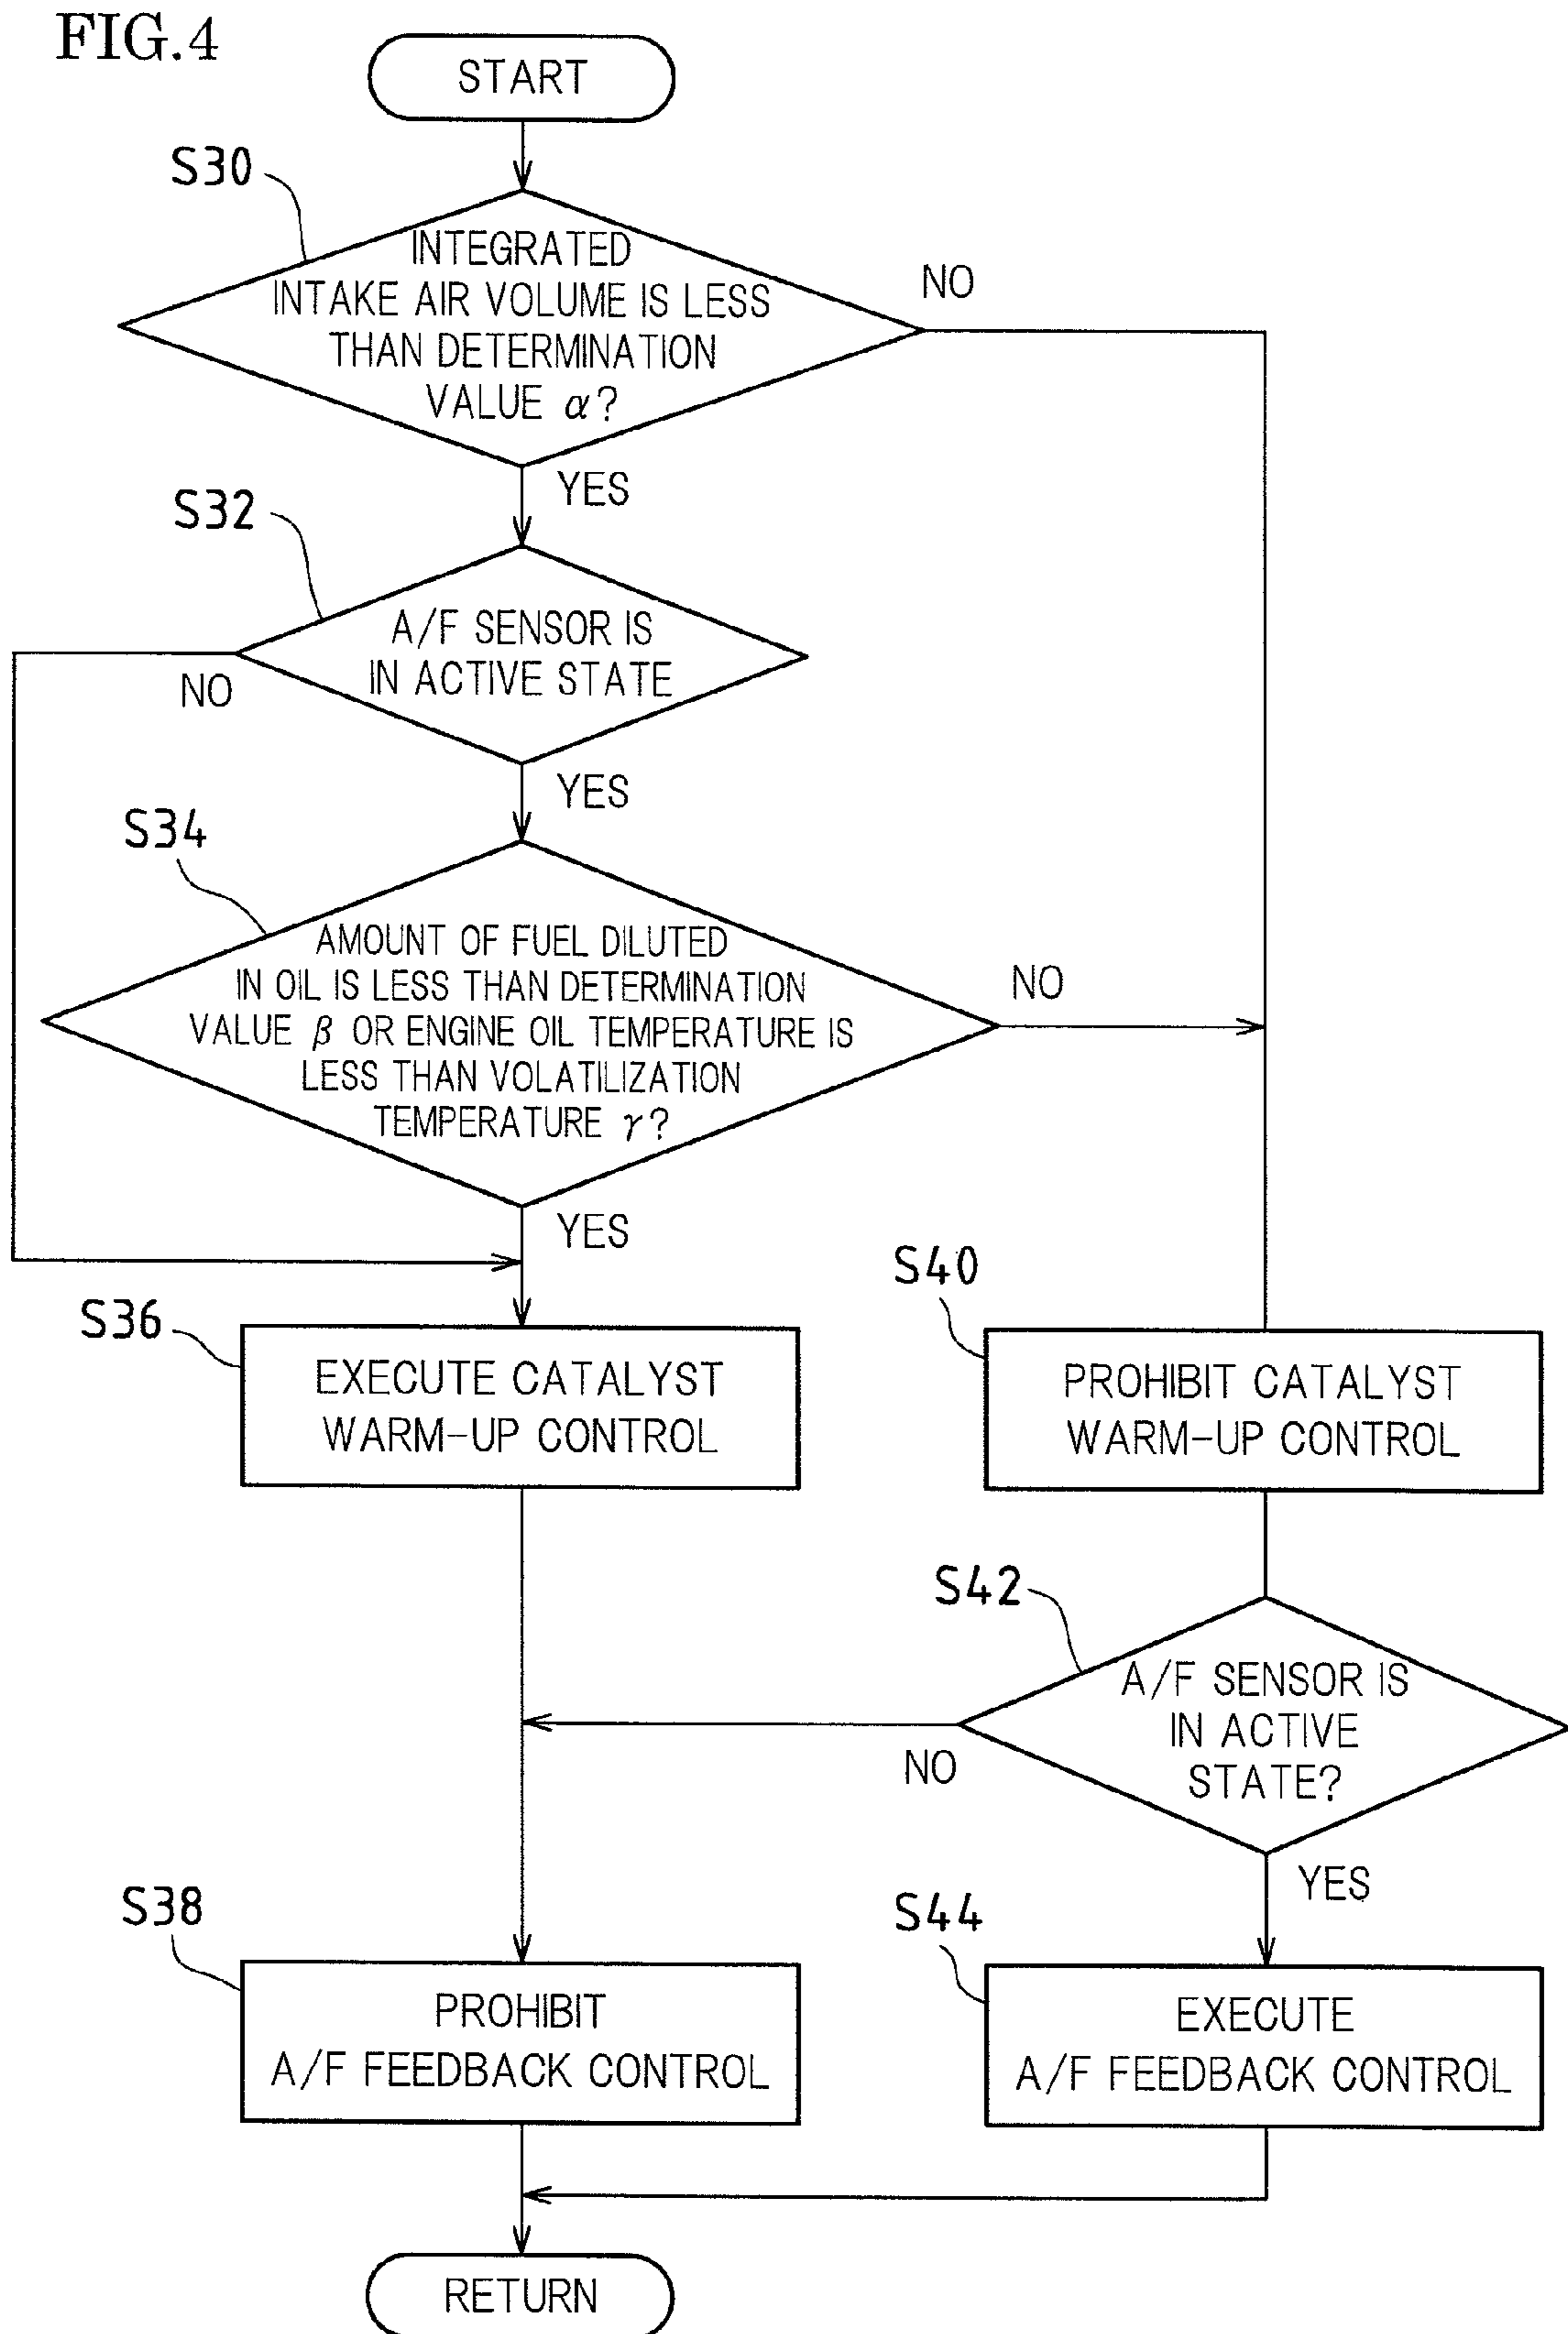 FIG.4
START
S30
INTEGRATED
INTAKE AIR VOLUME IS LESS
THAN DETERMINATION
VALUE α?
NO
YES
S32
A/F SENSOR IS
IN ACTIVE STATE
NO
YES
S34
AMOUNT OF FUEL DILUTED
IN OIL IS LESS THAN DETERMINATION
VALUE β OR ENGINE OIL TEMPERATURE IS
LESS THAN VOLATILIZATION
TEMPERATURE γ?
NO
YES
S36
EXECUTE CATALYST
WARM-UP CONTROL
S40
PROHIBIT CATALYST
WARM-UP CONTROL
S42
A/F SENSOR IS
IN ACTIVE
STATE?
NO
YES
S38
PROHIBIT
A/F FEEDBACK CONTROL
S44
EXECUTE
A/F FEEDBACK CONTROL
RETURN